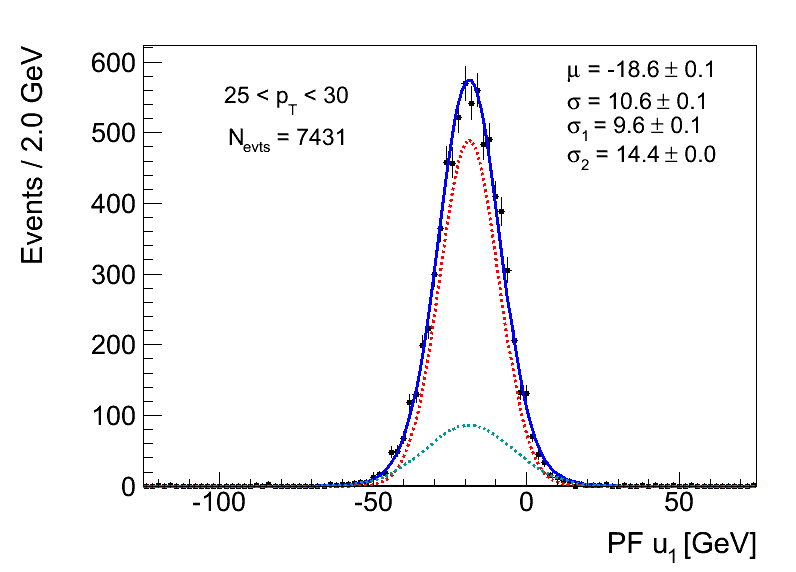 Events / 2.0 GeV
600
500
400
300
200
100
0
25 < p_T < 30
N_evts = 7431
μ = -18.6 ± 0.1
σ = 10.6 ± 0.1
σ_1 = 9.6 ± 0.1
σ_2 = 14.4 ± 0.0
-100 -50 0 50
PF u_1 [GeV]